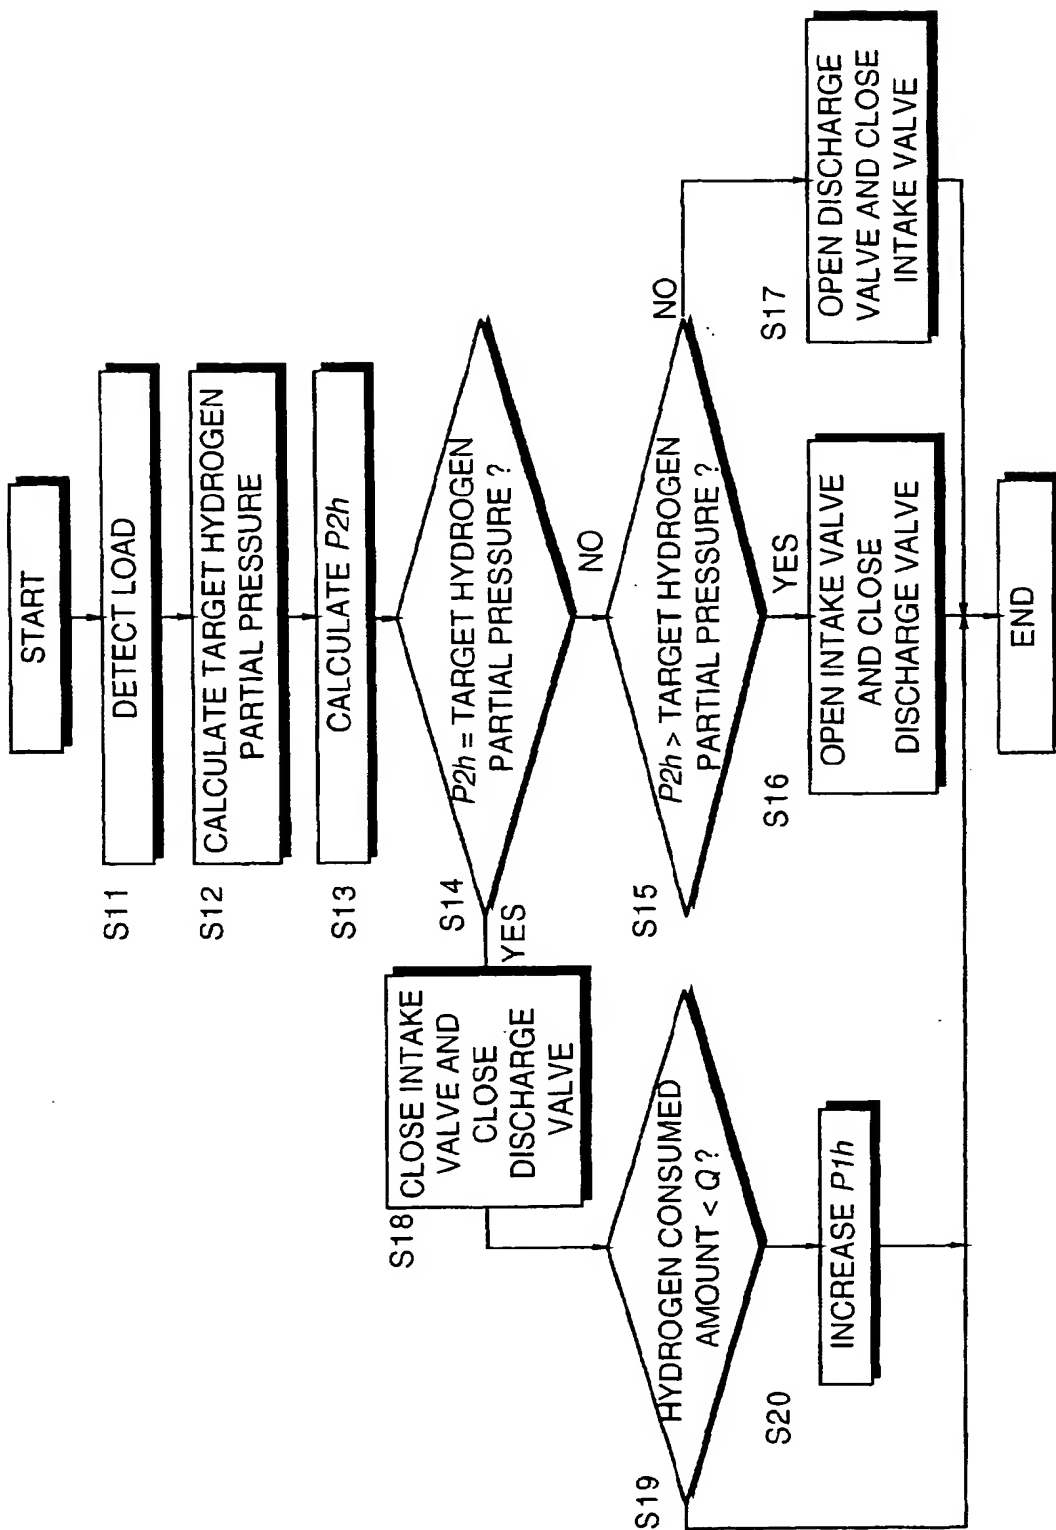 START
S11
DETECT LOAD
S12
CALCULATE TARGET HYDROGEN
PARTIAL PRESSURE
S13
CALCULATE P2h
S14
P2h = TARGET HYDROGEN
PARTIAL PRESSURE ?
YES
NO
S18
CLOSE INTAKE
VALVE AND
CLOSE
DISCHARGE
VALVE
S15
P2h > TARGET HYDROGEN
PARTIAL PRESSURE ?
NO
YES
S19
HYDROGEN CONSUMED
AMOUNT < Q?
S20
INCREASE P1h
S16
OPEN INTAKE VALVE
AND CLOSE
DISCHARGE VALVE
S17
OPEN DISCHARGE
VALVE AND CLOSE
INTAKE VALVE
END